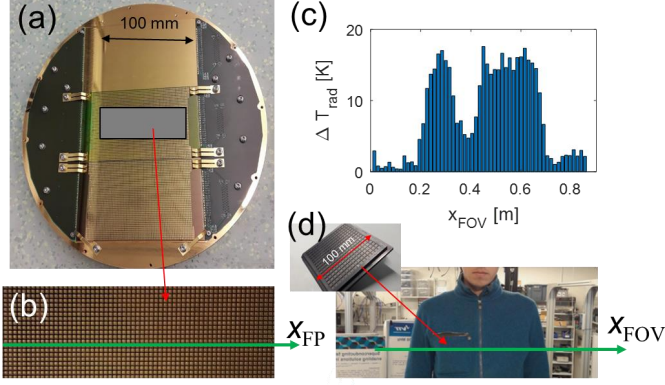 (a)
100 mm
(b)
x_FP
(c)
20
10
0
Δ T_rad [K]
0
0.2
0.4
0.6
0.8
x_FOV [m]
(d)
100 mm
x_FOV